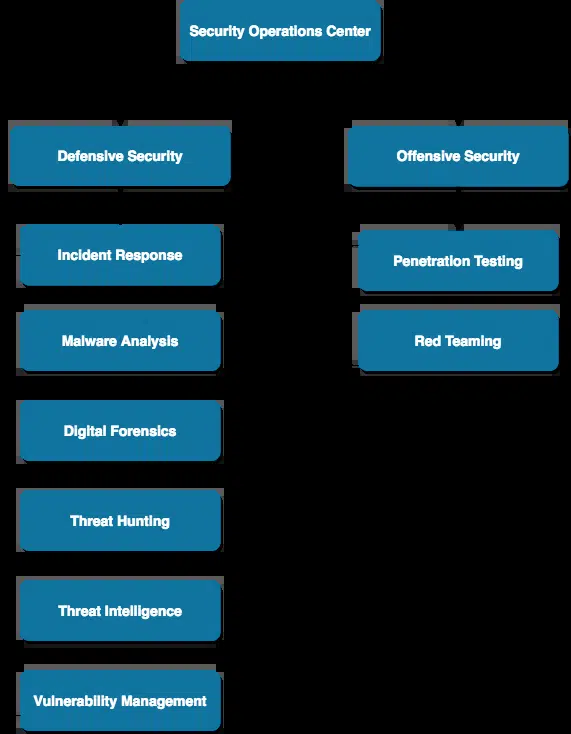 Security Operations Center
Defensive Security
Offensive Security
Incident Response
Penetration Testing
Malware Analysis
Red Teaming
Digital Forensics
Threat Hunting
Threat Intelligence
Vulnerability Management